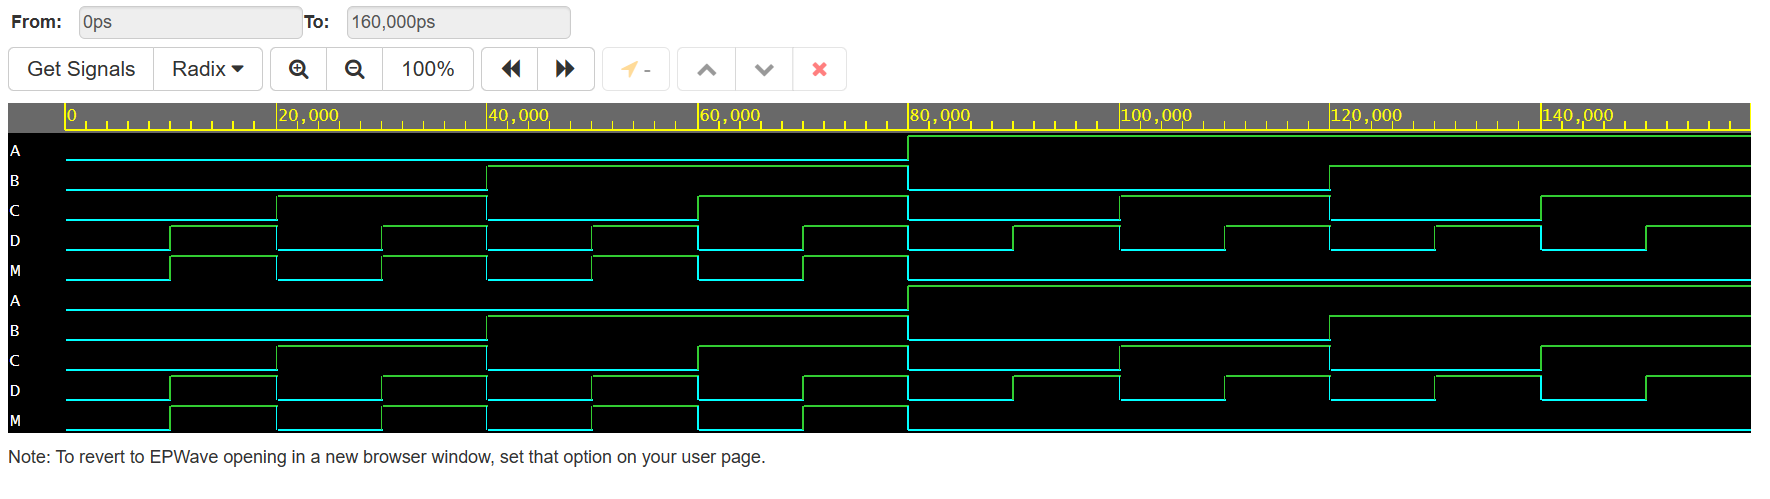 From: 0ps To: 160,000ps
Get Signals Radix 100% -
0 20,000 40,000 60,000 80,000 100,000 120,000 140,000
A
B
C
D
M
A
B
C
D
M
Note: To revert to EPWave opening in a new browser window, set that option on your user page.